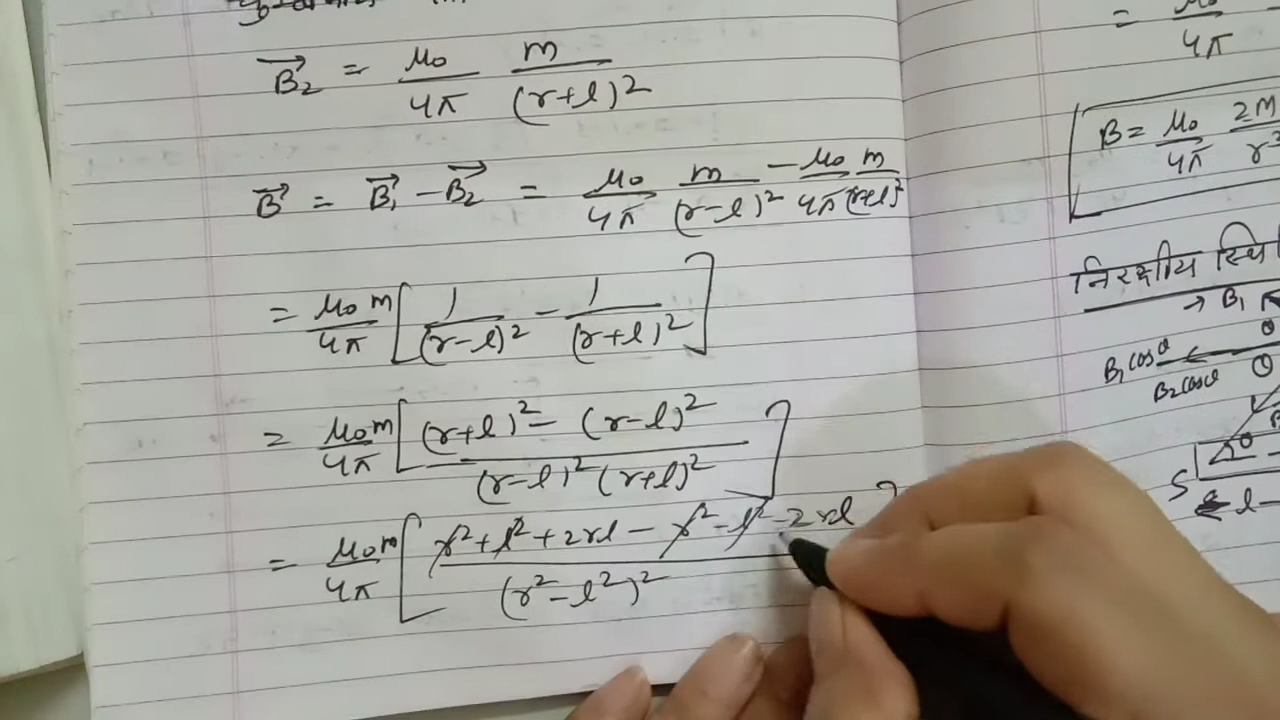 B₂⃗ = μ₀/4π m/(r+l)²
B⃗ = B₁⃗ − B₂⃗ = μ₀/4π m/(r−l)² − μ₀/4π m/(r+l)²
= μ₀m/4π [1/(r−l)² − 1/(r+l)²]
= μ₀m/4π [(r+l)² − (r−l)² / (r−l)²(r+l)²]
= μ₀m/4π [r² + l² + 2rl − r² − l² − 2rl / (r² − l²)²]
= μ₀/4π
B = μ₀/4π 2M
निरक्षीय
→ B₁
θ
B₁cosθ
B₂cosθ
θ
θ
S
l